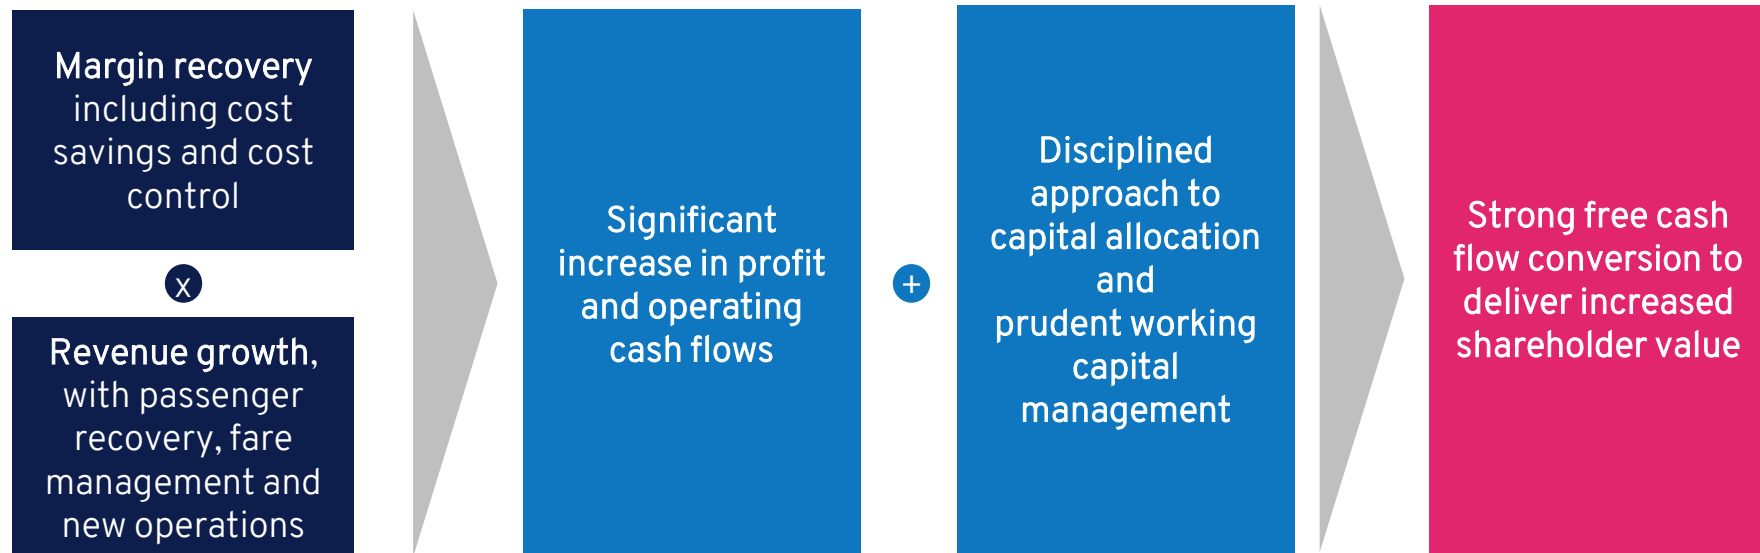 Margin recovery
including cost
savings and cost
control
x
Revenue growth,
with passenger
recovery, fare
management and
new operations
Significant
increase in profit
and operating
cash flows
+
Disciplined
approach to
capital allocation
and
prudent working
capital
management
Strong free cash
flow conversion to
deliver increased
shareholder value